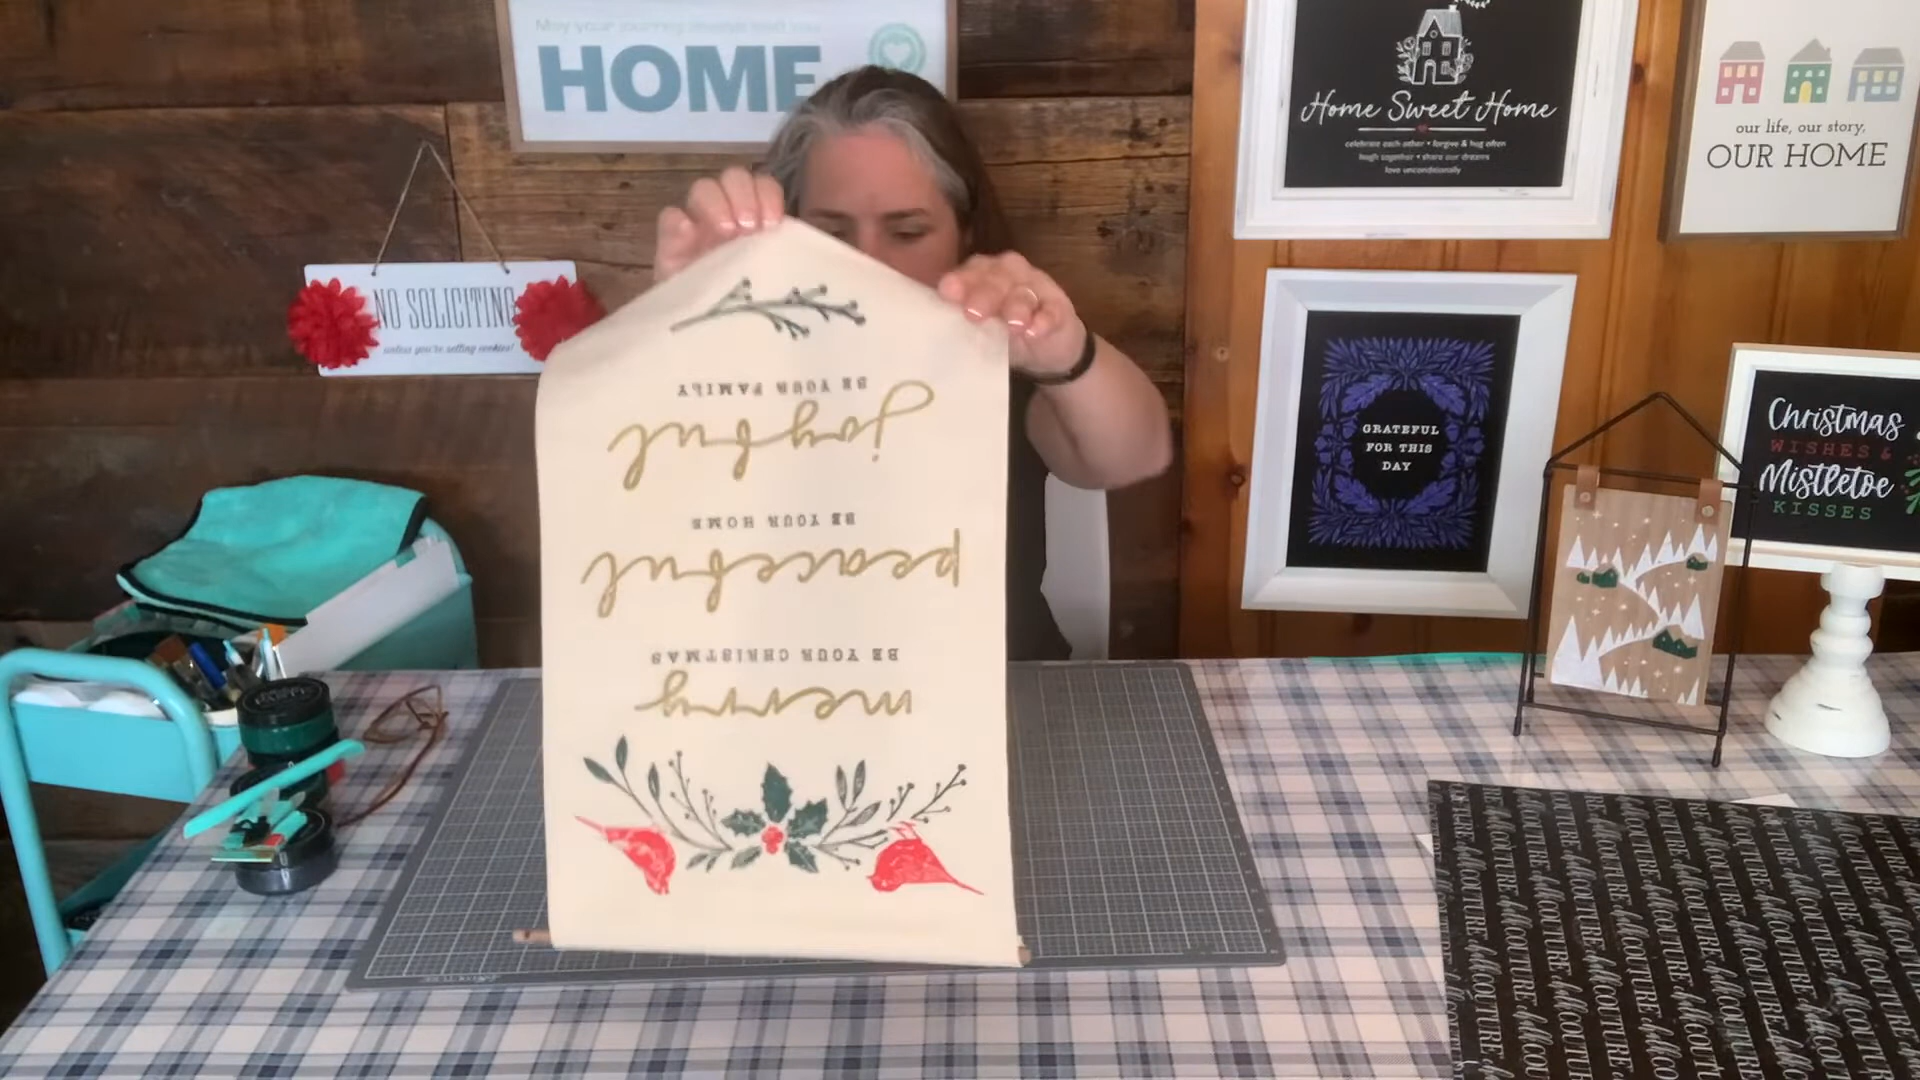 May your journey always lead you
HOME
NO SOLICITING
unless you're selling cookies!
Home Sweet Home
celebrate each other • forgive & hug often
laugh together • share our dreams
love unconditionally
our life, our story,
OUR HOME
GRATEFUL
FOR THIS
DAY
Christmas
WISHES &
Mistletoe
KISSES
merry
BE YOUR CHRISTMAS
peaceful
BE YOUR HOME
joyful
BE YOUR FAMILY
COUTURE